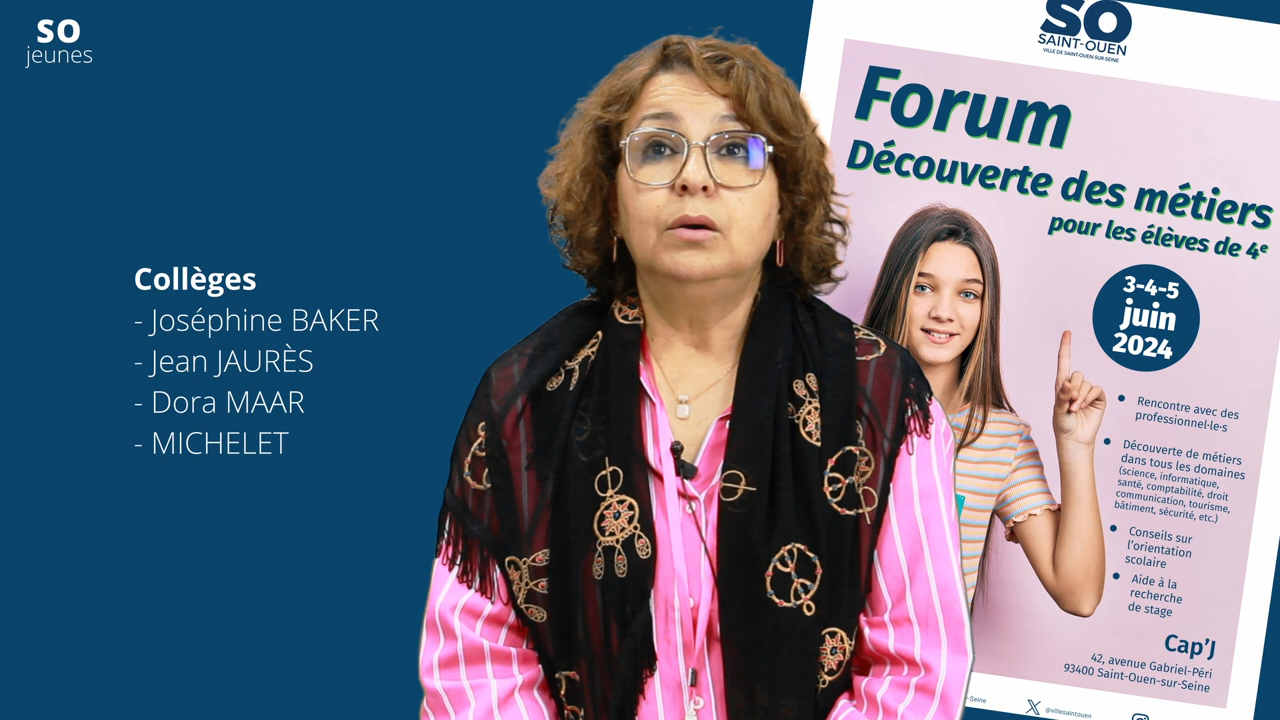 SO
jeunes
Collèges
- Joséphine BAKER
- Jean JAURÈS
- Dora MAAR
- MICHELET
SO
SAINT-OUEN
VILLE DE SAINT-OUEN-SUR-SEINE
Forum
Découverte des métiers
pour les élèves de 4e
3-4-5
juin
2024
• Rencontre avec des
professionnel·le·s
• Découverte de métiers
dans tous les domaines
(science, informatique,
santé, comptabilité, droit
communication, tourisme,
bâtiment, sécurité, etc.)
• Conseils sur
l'orientation
scolaire
• Aide à la
recherche
de stage
Cap'J
42, avenue Gabriel-Péri
93400 Saint-Ouen-sur-Seine
-Seine
@villesaintouen